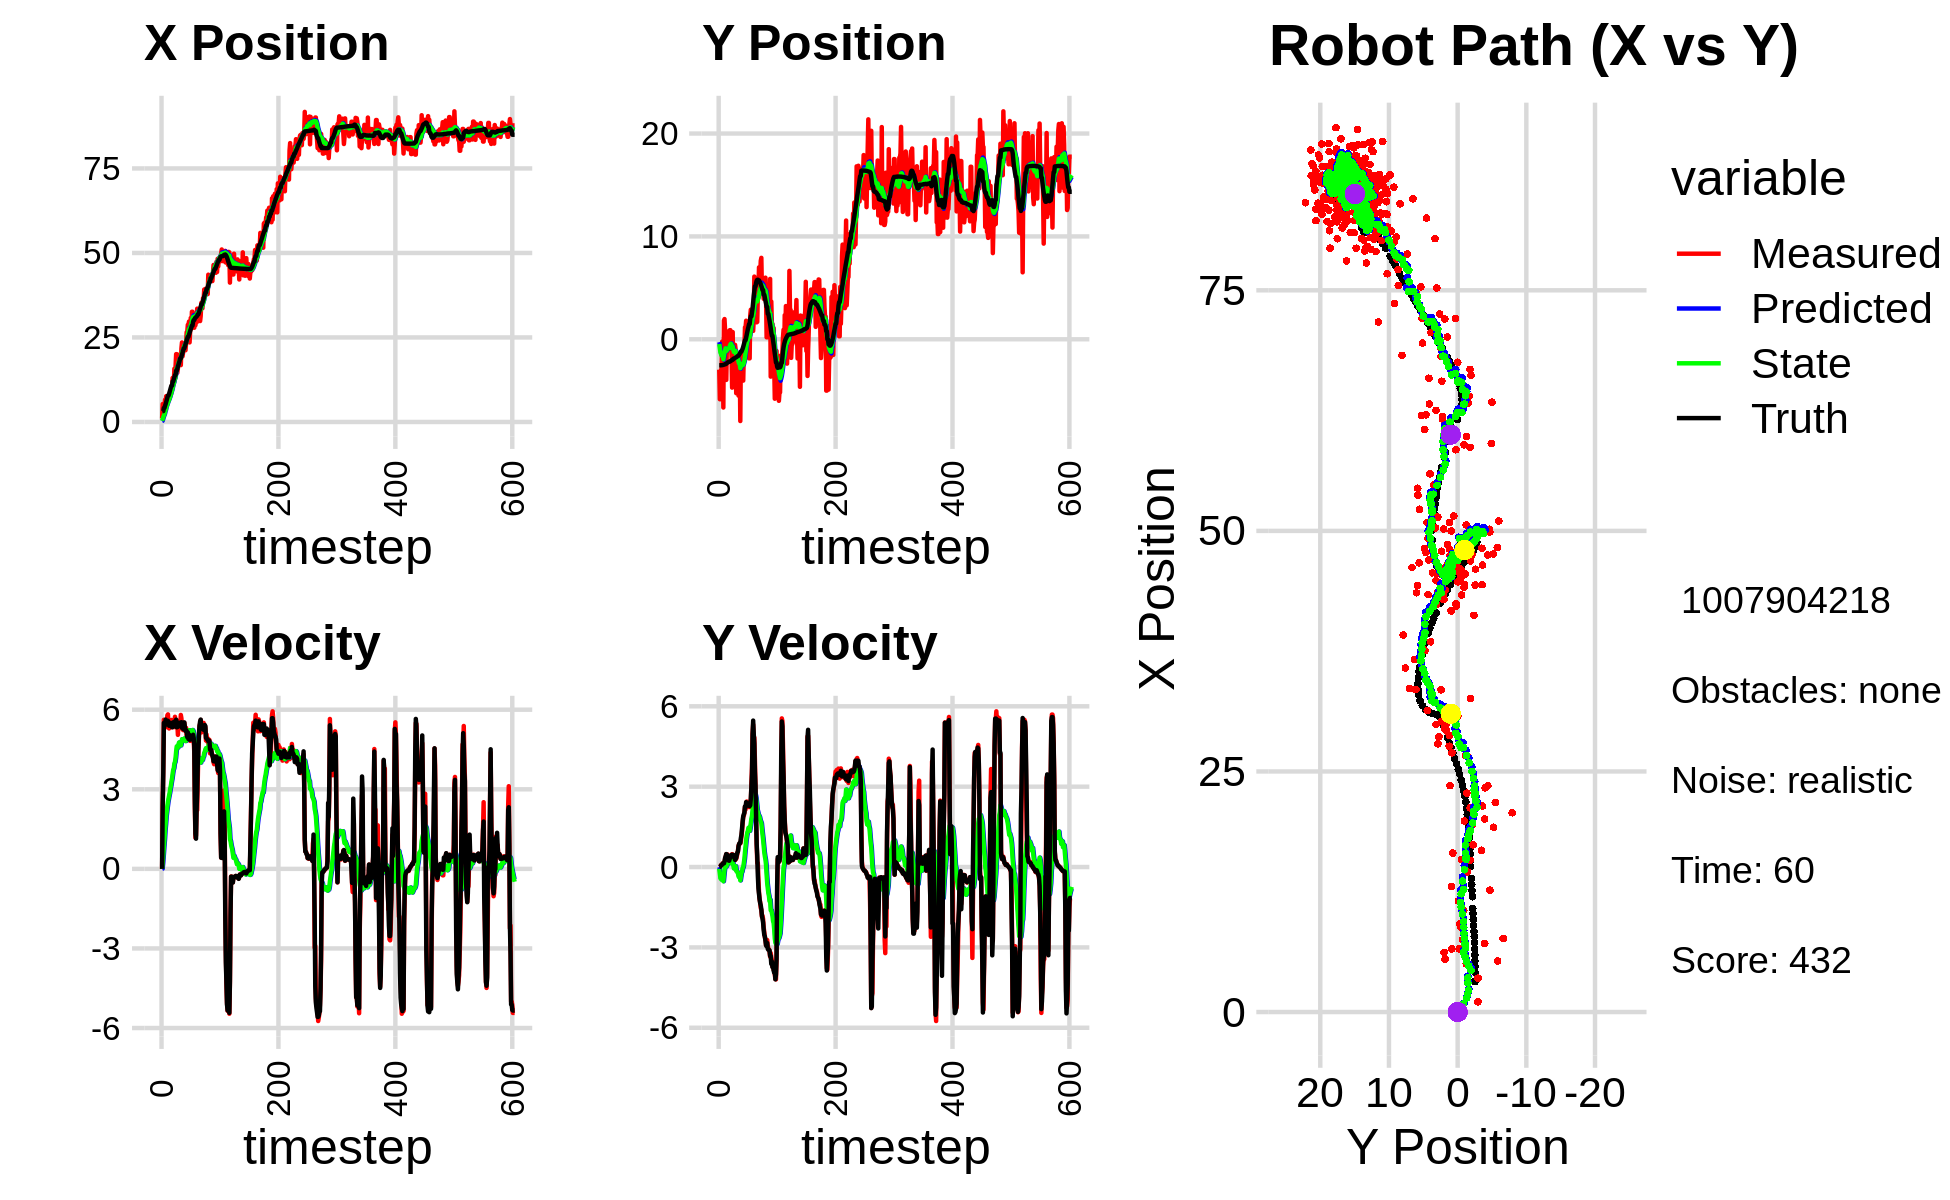 X Position
75
50
25
0
0
200
400
600
timestep
Y Position
20
10
0
0
200
400
600
timestep
X Velocity
6
3
0
-3
-6
0
200
400
600
timestep
Y Velocity
6
3
0
-3
-6
0
200
400
600
timestep
Robot Path (X vs Y)
X Position
75
50
25
0
20 10 0 -10 -20
Y Position
variable
Measured
Predicted
State
Truth
1007904218
Obstacles: none
Noise: realistic
Time: 60
Score: 432